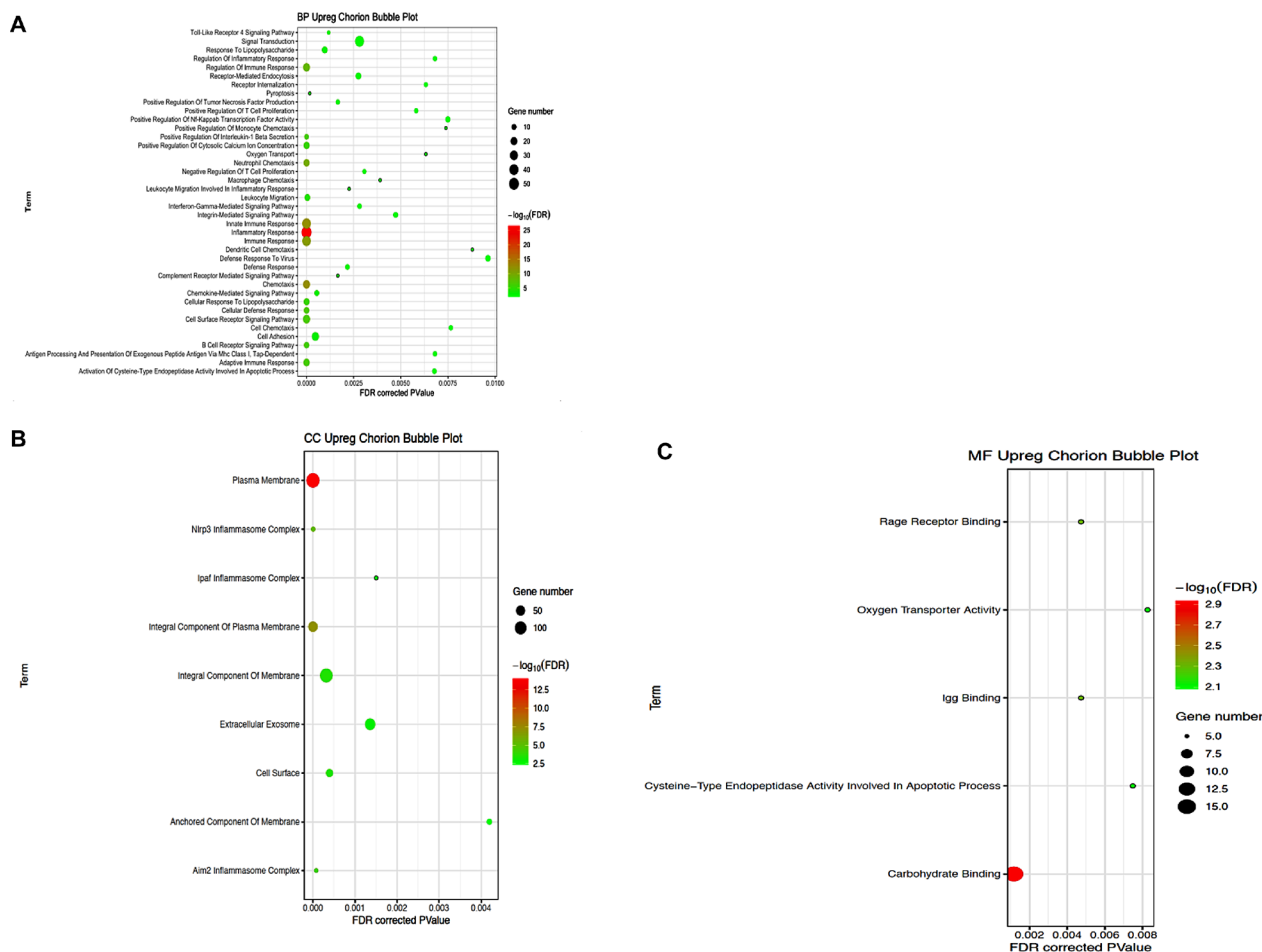 A
BP Upreg Chorion Bubble Plot
Toll-Like Receptor 4 Signaling Pathway
Signal Transduction
Response To Lipopolysaccharide
Regulation Of Inflammatory Response
Regulation Of Immune Response
Receptor-Mediated Endocytosis
Receptor Internalization
Pyroptosis
Positive Regulation Of Tumor Necrosis Factor Production
Positive Regulation Of T Cell Proliferation
Positive Regulation Of Nf-Kappab Transcription Factor Activity
Positive Regulation Of Monocyte Chemotaxis
Positive Regulation Of Interleukin-1 Beta Secretion
Positive Regulation Of Cytosolic Calcium Ion Concentration
Oxygen Transport
Neutrophil Chemotaxis
Negative Regulation Of T Cell Proliferation
Macrophage Chemotaxis
Leukocyte Migration Involved In Inflammatory Response
Leukocyte Migration
Interferon-Gamma-Mediated Signaling Pathway
Integrin-Mediated Signaling Pathway
Innate Immune Response
Inflammatory Response
Immune Response
Dendritic Cell Chemotaxis
Defense Response To Virus
Defense Response
Complement Receptor Mediated Signaling Pathway
Chemotaxis
Chemokine-Mediated Signaling Pathway
Cellular Response To Lipopolysaccharide
Cellular Defense Response
Cell Surface Receptor Signaling Pathway
Cell Chemotaxis
Cell Adhesion
B Cell Receptor Signaling Pathway
Antigen Processing And Presentation Of Exogenous Peptide Antigen Via Mhc Class I, Tap-Dependent
Adaptive Immune Response
Activation Of Cysteine-Type Endopeptidase Activity Involved In Apoptotic Process
Term
0.0000 0.0025 0.0050 0.0075 0.0100
FDR corrected PValue
Gene number
10
20
30
40
50
−log10(FDR)
25
20
15
10
5
B
CC Upreg Chorion Bubble Plot
Plasma Membrane
Nlrp3 Inflammasome Complex
Ipaf Inflammasome Complex
Integral Component Of Plasma Membrane
Integral Component Of Membrane
Extracellular Exosome
Cell Surface
Anchored Component Of Membrane
Aim2 Inflammasome Complex
Term
0.000 0.001 0.002 0.003 0.004
FDR corrected PValue
Gene number
50
100
−log10(FDR)
12.5
10.0
7.5
5.0
2.5
C
MF Upreg Chorion Bubble Plot
Rage Receptor Binding
Oxygen Transporter Activity
Igg Binding
Cysteine−Type Endopeptidase Activity Involved In Apoptotic Process
Carbohydrate Binding
Term
0.002 0.004 0.006 0.008
FDR corrected PValue
−log10(FDR)
2.9
2.7
2.5
2.3
2.1
Gene number
5.0
7.5
10.0
12.5
15.0